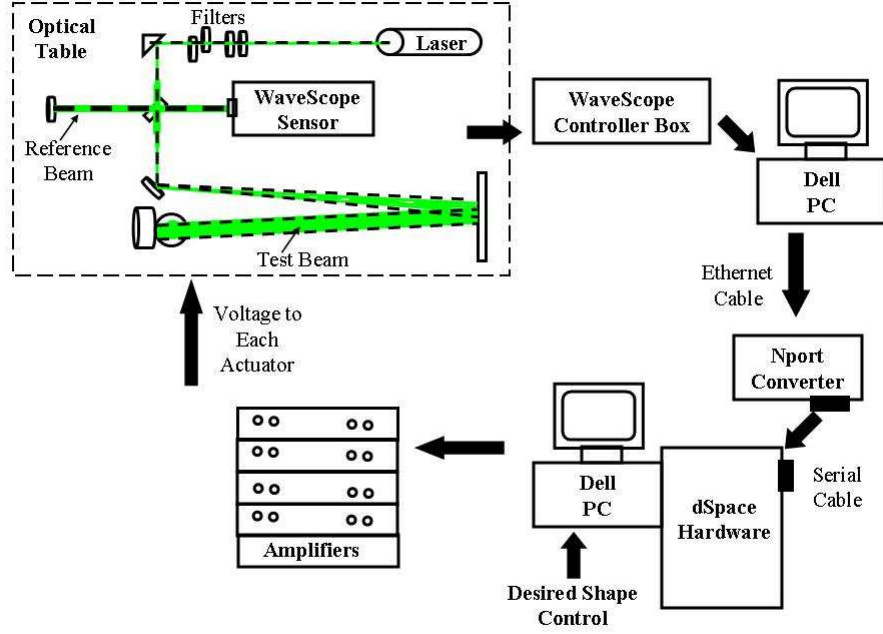 Filters
Optical
Table
Laser
WaveScope
Sensor
Reference
Beam
Test Beam
WaveScope
Controller Box
Dell
PC
Ethernet
Cable
Voltage to
Each
Actuator
Nport
Converter
Serial
Cable
dSpace
Hardware
Dell
PC
Amplifiers
Desired Shape
Control